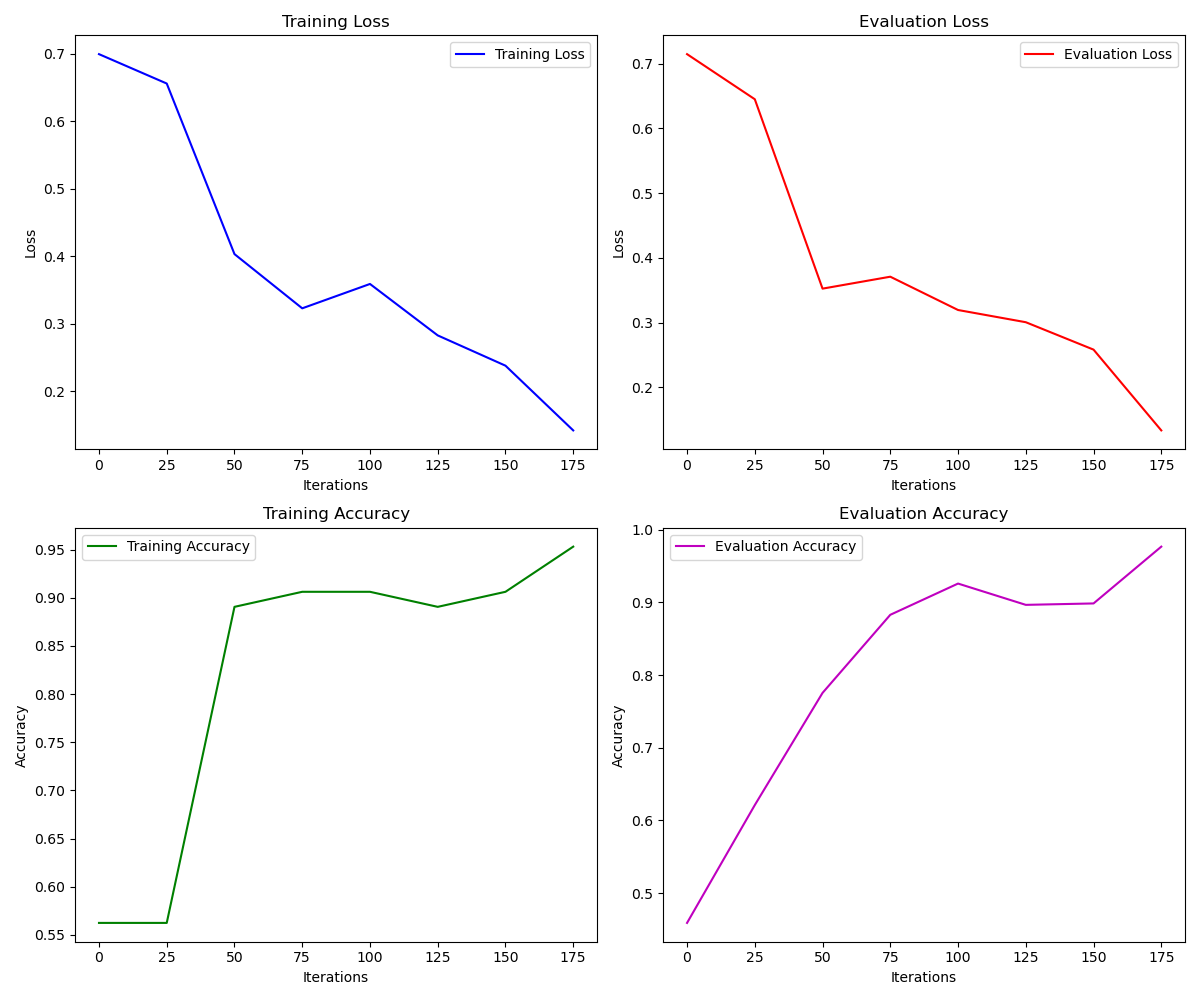 Training Loss
Training Loss
0.7
0.6
0.5
0.4
0.3
0.2
Loss
0 25 50 75 100 125 150 175
Iterations
Evaluation Loss
Evaluation Loss
0.7
0.6
0.5
0.4
0.3
0.2
Loss
0 25 50 75 100 125 150 175
Iterations
Training Accuracy
Training Accuracy
0.95
0.90
0.85
0.80
0.75
0.70
0.65
0.60
0.55
Accuracy
0 25 50 75 100 125 150 175
Iterations
Evaluation Accuracy
Evaluation Accuracy
1.0
0.9
0.8
0.7
0.6
0.5
Accuracy
0 25 50 75 100 125 150 175
Iterations